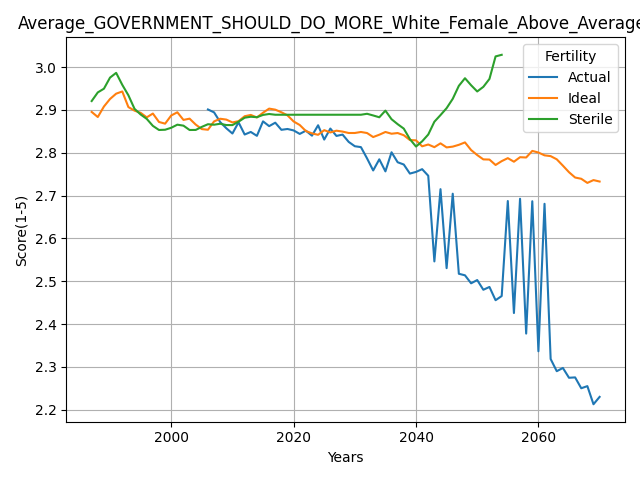 Average_GOVERNMENT_SHOULD_DO_MORE_White_Female_Above_Average
Fertility
Actual
Ideal
Sterile
3.0
2.9
2.8
2.7
2.6
2.5
2.4
2.3
2.2
Score(1-5)
2000 2020 2040 2060
Years